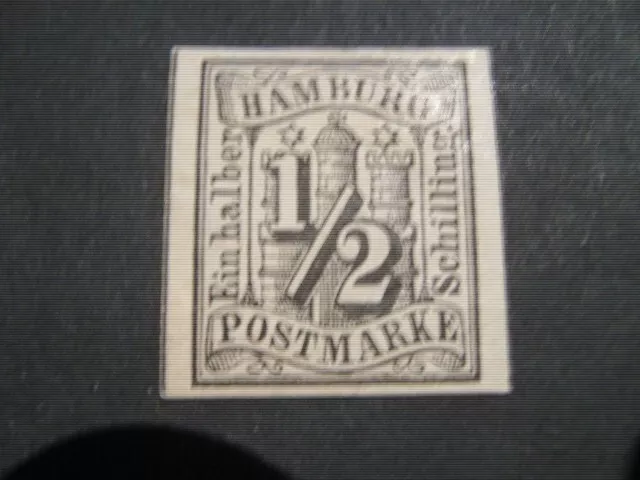 HAMBURG
Ein halber
1/2
Schilling.
POSTMARKE